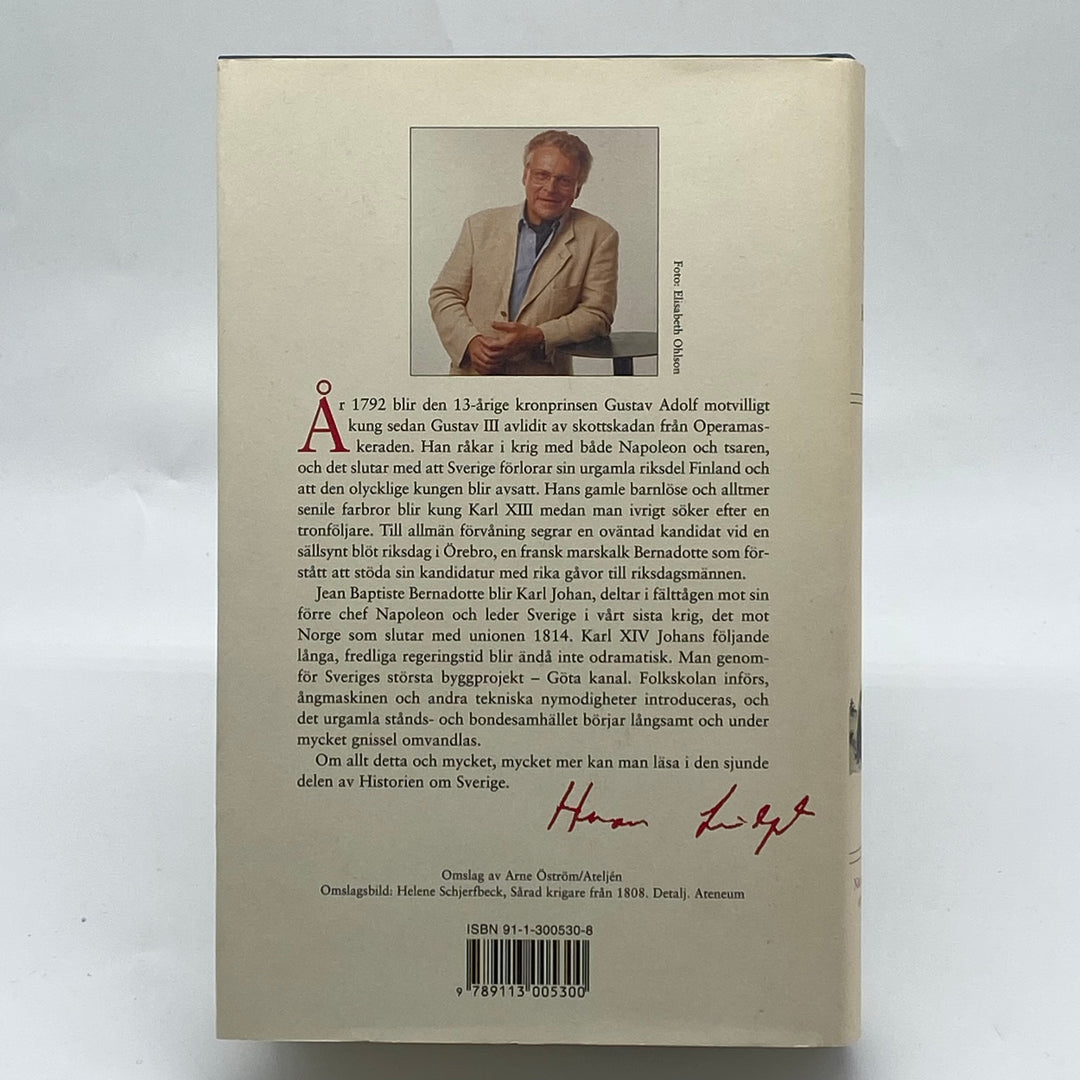 Foto: Elisabeth Ohlson
År 1792 blir den 13-årige kronprinsen Gustav Adolf motvilligt
kung sedan Gustav III avlidit av skottskadan från Operamas-
keraden. Han råkar i krig med både Napoleon och tsaren,
och det slutar med att Sverige förlorar sin urgamla riksdel Finland och
att den olycklige kungen blir avsatt. Hans gamle barnlöse och alltmer
senile farbror blir kung Karl XIII medan man ivrigt söker efter en
tronföljare. Till allmän förvåning segrar en oväntad kandidat vid en
sällsynt blöt riksdag i Örebro, en fransk marskalk Bernadotte som för-
stått att stöda sin kandidatur med rika gåvor till riksdagsmännen.
Jean Baptiste Bernadotte blir Karl Johan, deltar i fälttågen mot sin
förre chef Napoleon och leder Sverige i vårt sista krig, det mot
Norge som slutar med unionen 1814. Karl XIV Johans följande
långa, fredliga regeringstid blir ändå inte odramatisk. Man genom-
för Sveriges största byggprojekt – Göta kanal. Folkskolan införs,
ångmaskinen och andra tekniska nymodigheter introduceras, och
det urgamla stånds- och bondesamhället börjar långsamt och under
mycket gnissel omvandlas.
Om allt detta och mycket, mycket mer kan man läsa i den sjunde
delen av Historien om Sverige.
Omslag av Arne Öström/Ateljén
Omslagsbild: Helene Schjerfbeck, Sårad krigare från 1808. Detalj. Ateneum
ISBN 91-1-300530-8
9 789113 005300